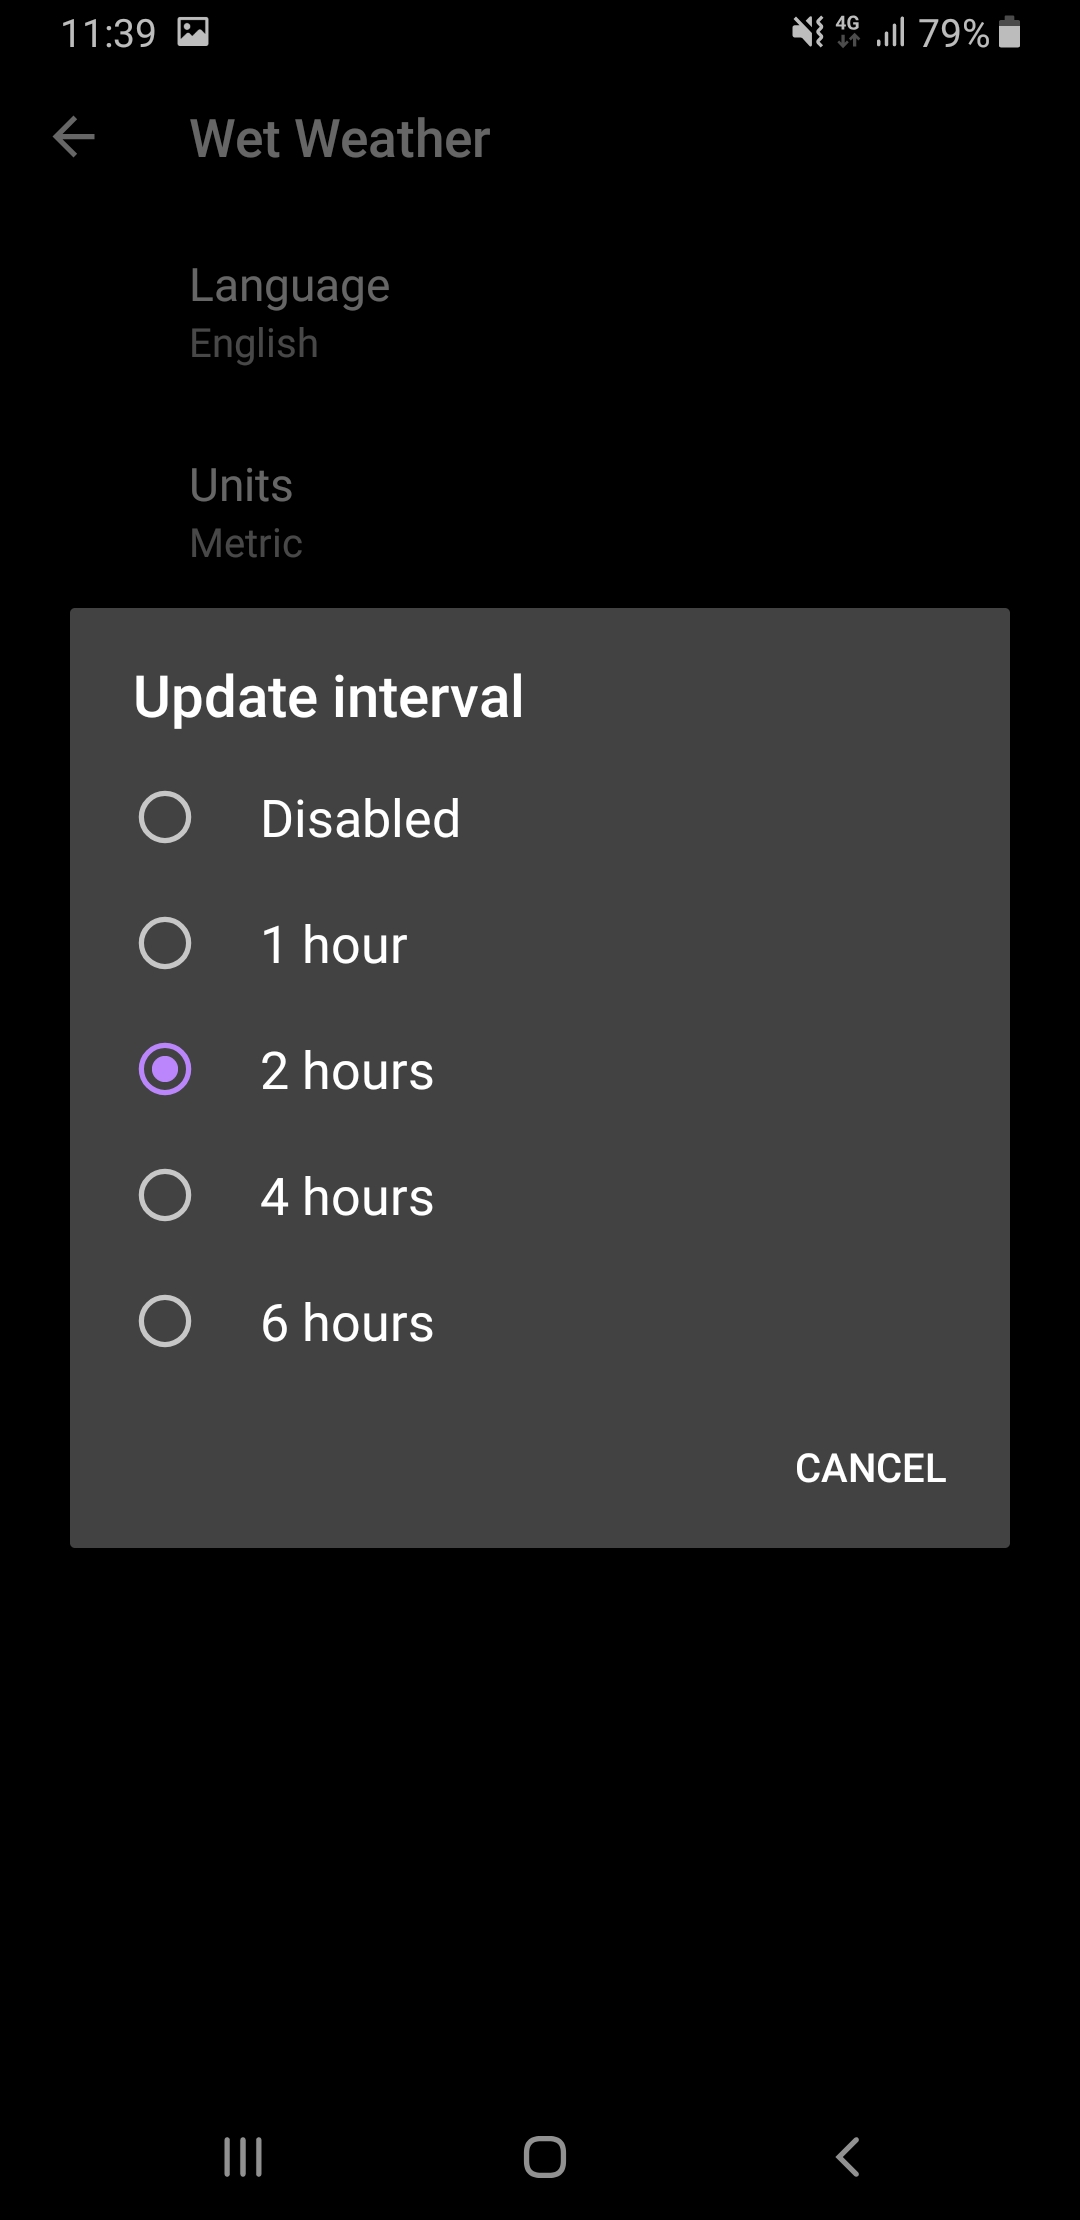 11:39 4G 79%
Wet Weather
Language
English
Units
Metric
Update interval
Disabled
1 hour
2 hours
4 hours
6 hours
CANCEL